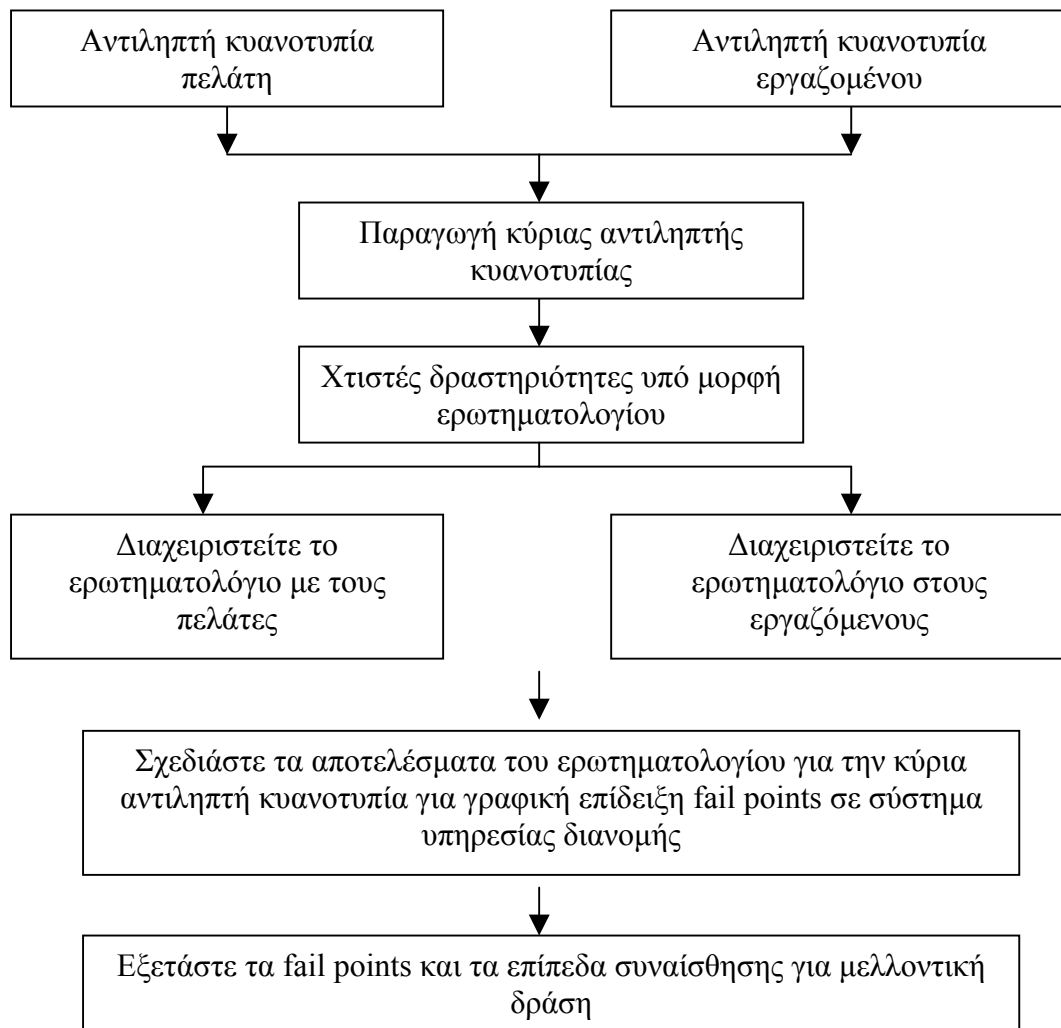 Αντιληπτή κυανοτυπία
πελάτη
Αντιληπτή κυανοτυπία
εργαζομένου
Παραγωγή κύριας αντιληπτής
κυανοτυπίας
Χτιστές δραστηριότητες υπό μορφή
ερωτηματολογίου
Διαχειριστείτε το
ερωτηματολόγιο με τους
πελάτες
Διαχειριστείτε το
ερωτηματολόγιο στους
εργαζόμενους
Σχεδιάστε τα αποτελέσματα του ερωτηματολογίου για την κύρια
αντιληπτή κυανοτυπία για γραφική επίδειξη fail points σε σύστημα
υπηρεσίας διανομής
Εξετάστε τα fail points και τα επίπεδα συναίσθησης για μελλοντική
δράση